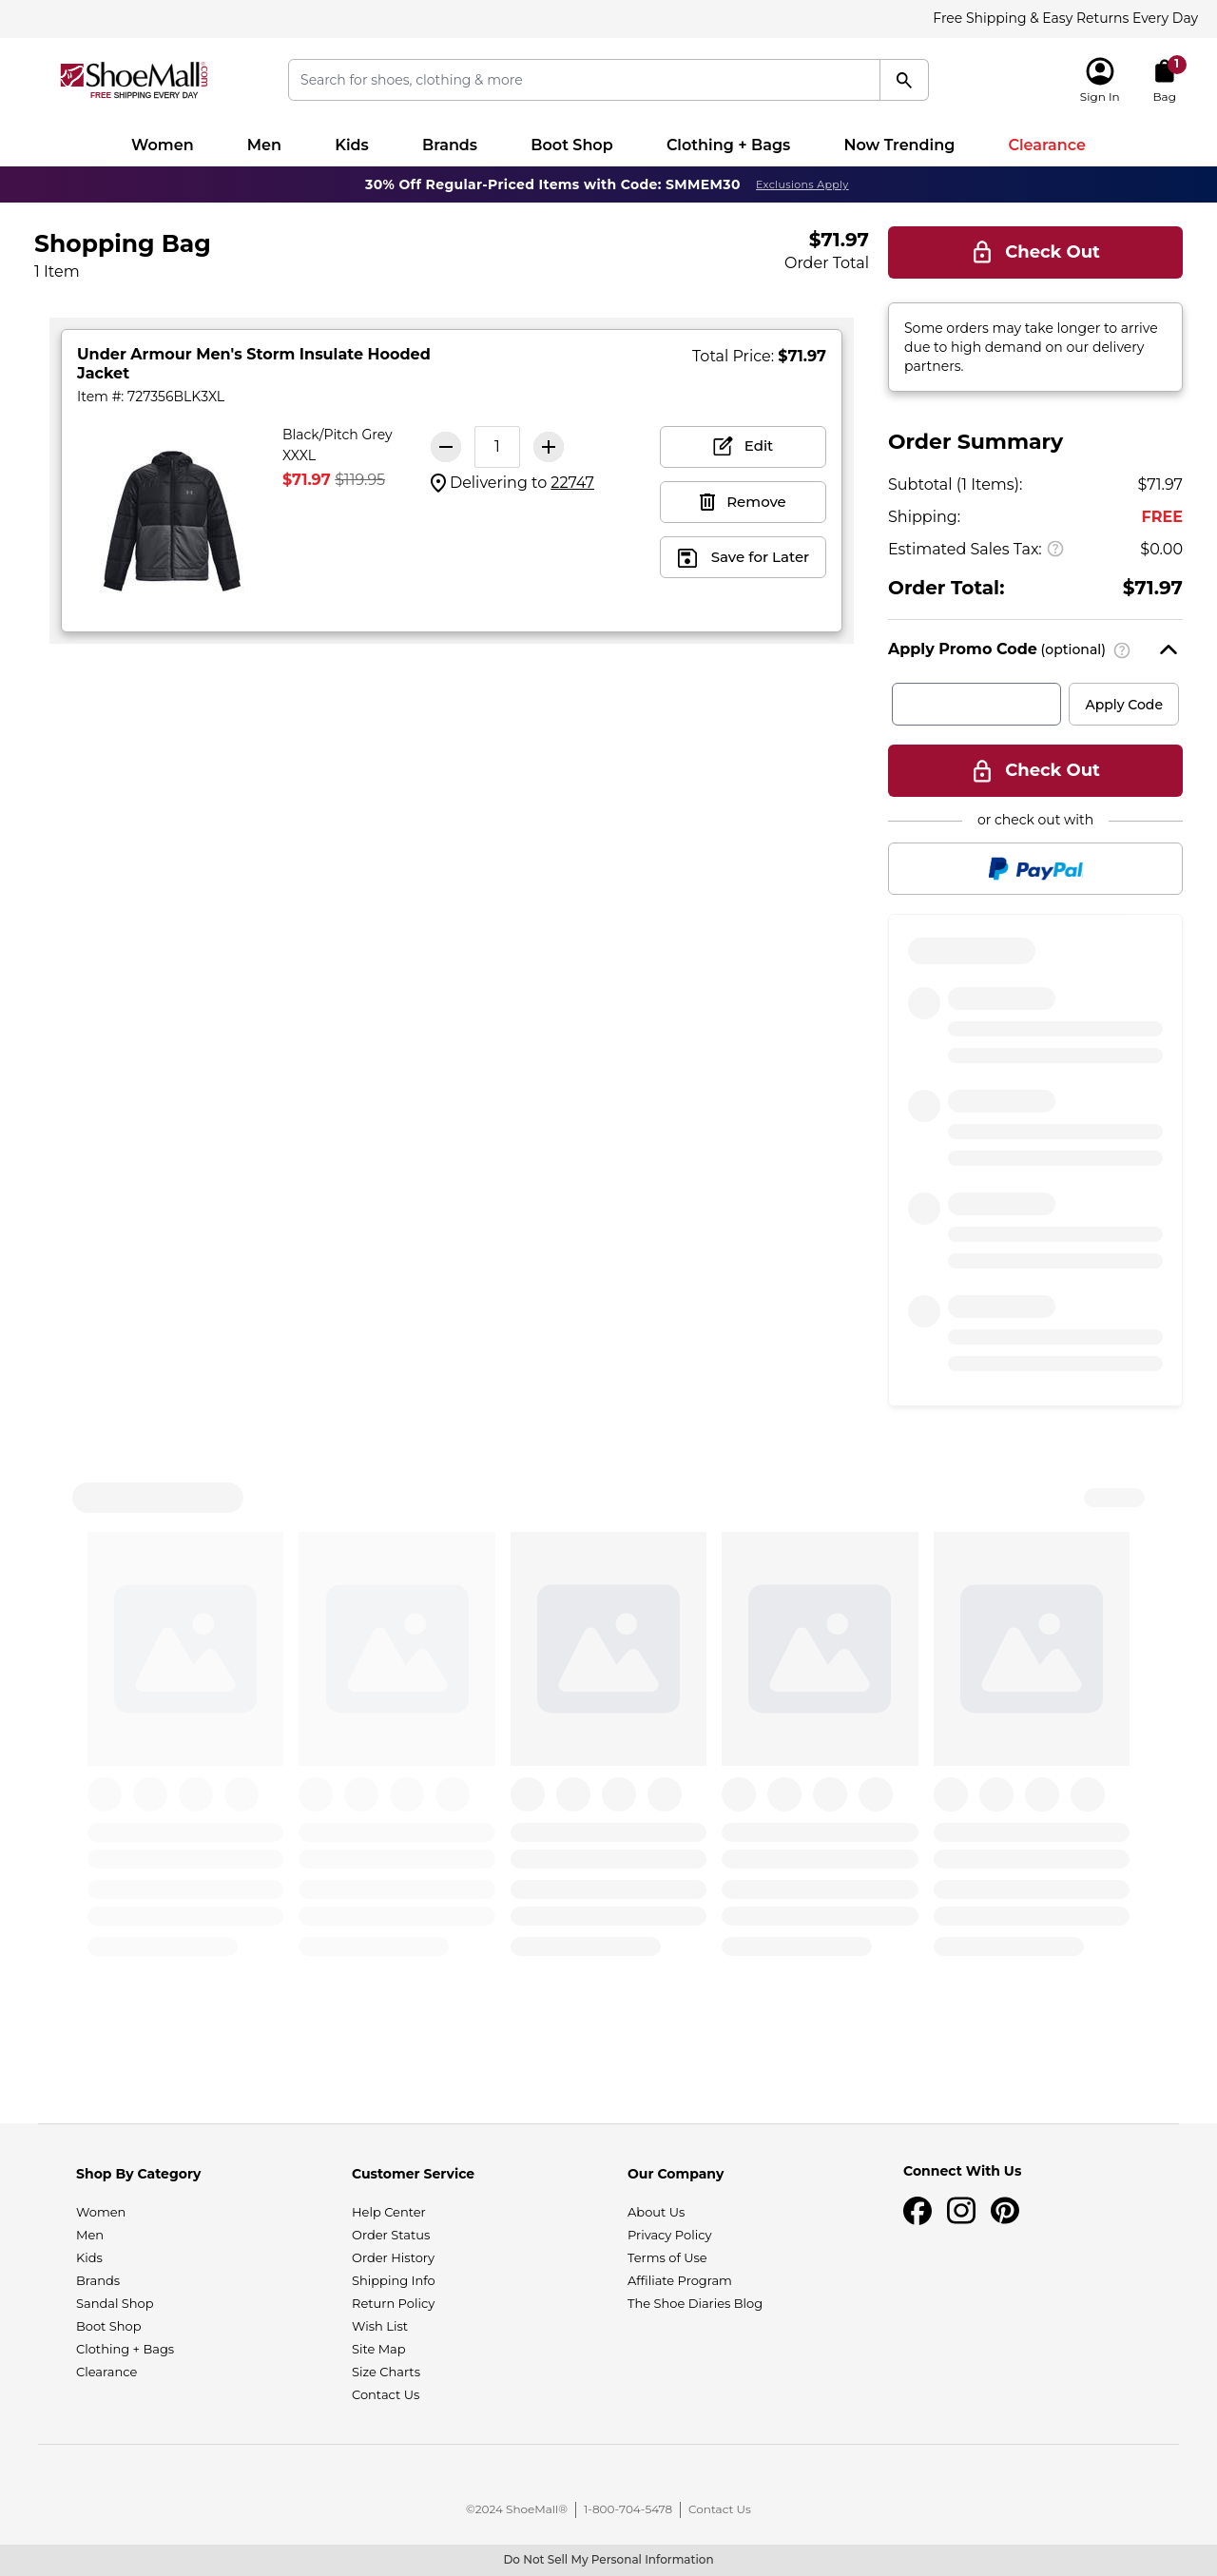 Free Shipping & Easy Returns Every Day
ShoeMall.com
FREE SHIPPING EVERY DAY
Search for shoes, clothing & more
Sign In
1
Bag
Women Men Kids Brands Boot Shop Clothing + Bags Now Trending Clearance
30% Off Regular-Priced Items with Code: SMMEM30 Exclusions Apply
Shopping Bag
1 Item
$71.97
Order Total
Check Out
Under Armour Men's Storm Insulate Hooded
Jacket
Item #: 727356BLK3XL
Total Price: $71.97
Black/Pitch Grey
XXXL
$71.97 $119.95
1
Delivering to 22747
Edit
Remove
Save for Later
Some orders may take longer to arrive
due to high demand on our delivery
partners.
Order Summary
Subtotal (1 Items): $71.97
Shipping: FREE
Estimated Sales Tax: ? $0.00
Order Total: $71.97
Apply Promo Code (optional) ?
Apply Code
Check Out
or check out with
PayPal
Shop By Category
Women
Men
Kids
Brands
Sandal Shop
Boot Shop
Clothing + Bags
Clearance
Customer Service
Help Center
Order Status
Order History
Shipping Info
Return Policy
Wish List
Site Map
Size Charts
Contact Us
Our Company
About Us
Privacy Policy
Terms of Use
Affiliate Program
The Shoe Diaries Blog
Connect With Us
©2024 ShoeMall® | 1-800-704-5478 | Contact Us
Do Not Sell My Personal Information